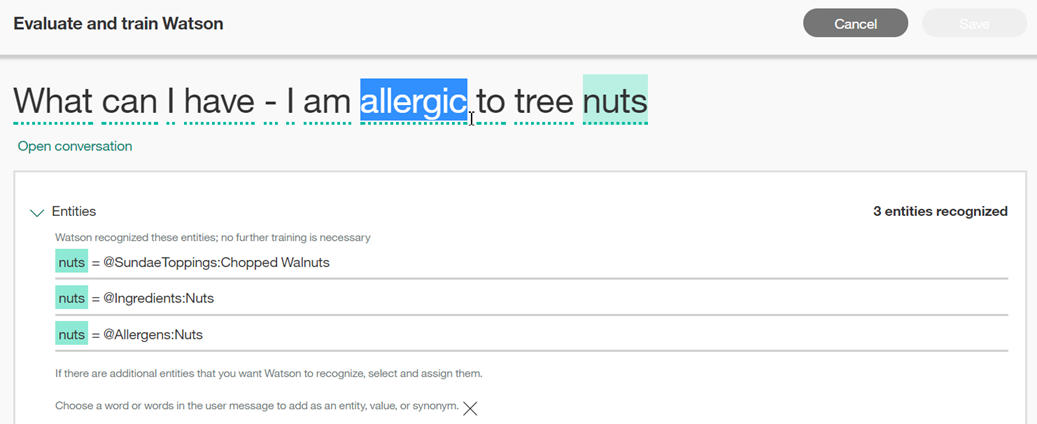 Evaluate and train Watson
Cancel
Save
What can I have - I am allergic to tree nuts
Open conversation
Entities
3 entities recognized
Watson recognized these entities; no further training is necessary
nuts = @SundaeToppings:Chopped Walnuts
nuts = @Ingredients:Nuts
nuts = @Allergens:Nuts
If there are additional entities that you want Watson to recognize, select and assign them.
Choose a word or words in the user message to add as an entity, value, or synonym.